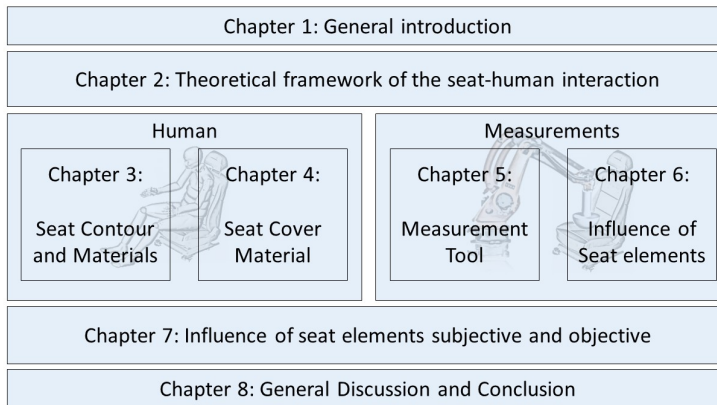 Chapter 1: General introduction
Chapter 2: Theoretical framework of the seat-human interaction
Human
Chapter 3:
Seat Contour
and Materials
Chapter 4:
Seat Cover
Material
Measurements
Chapter 5:
Measurement
Tool
Chapter 6:
Influence of
Seat elements
Chapter 7: Influence of seat elements subjective and objective
Chapter 8: General Discussion and Conclusion